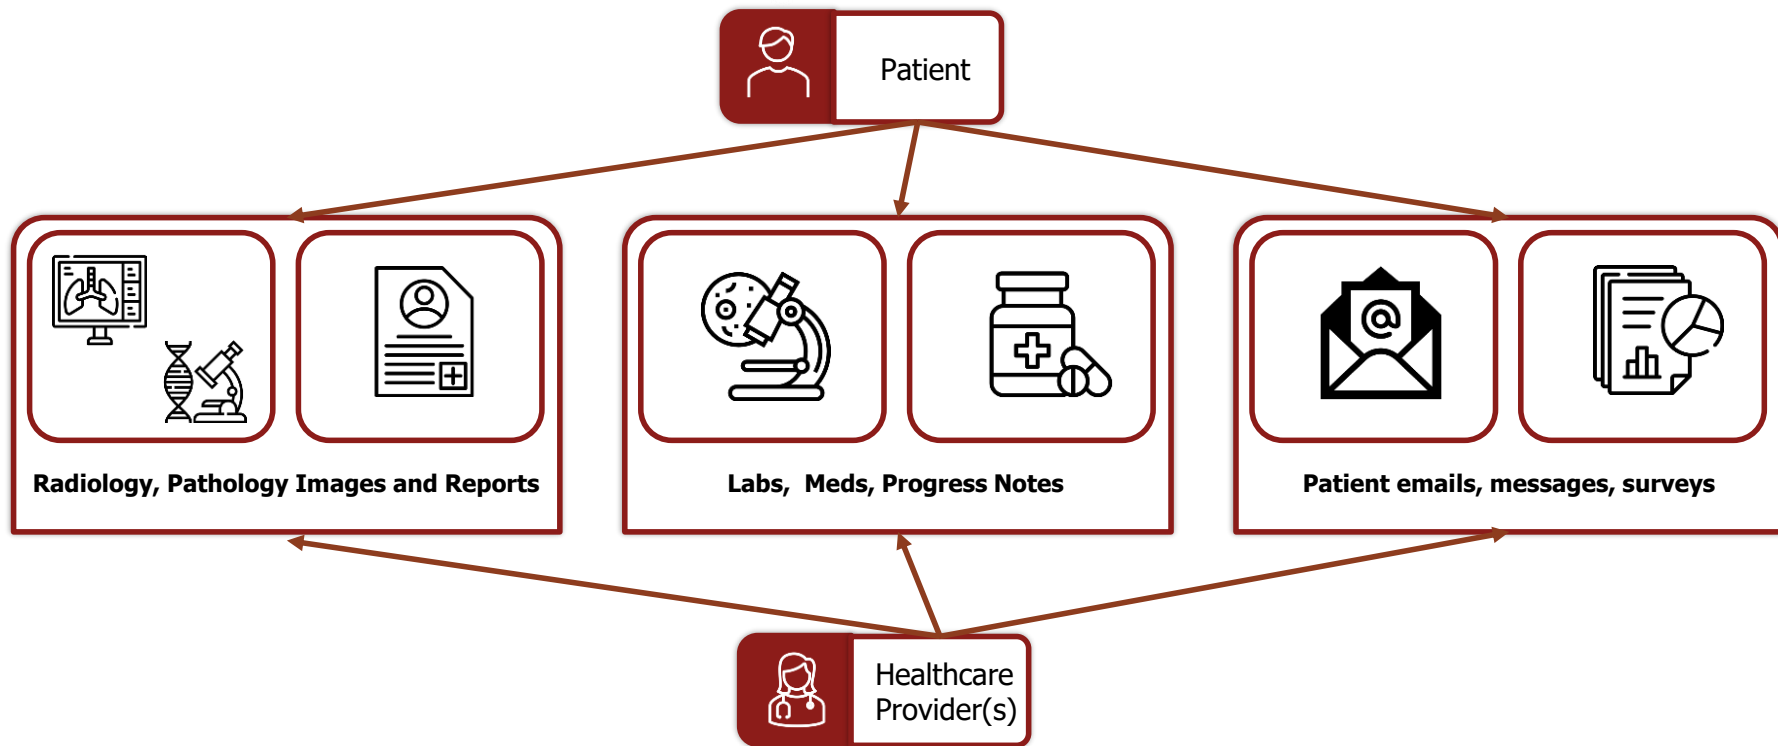 Patient
Radiology, Pathology Images and Reports
Labs,  Meds, Progress Notes
Patient emails, messages, surveys
Healthcare
Provider(s)